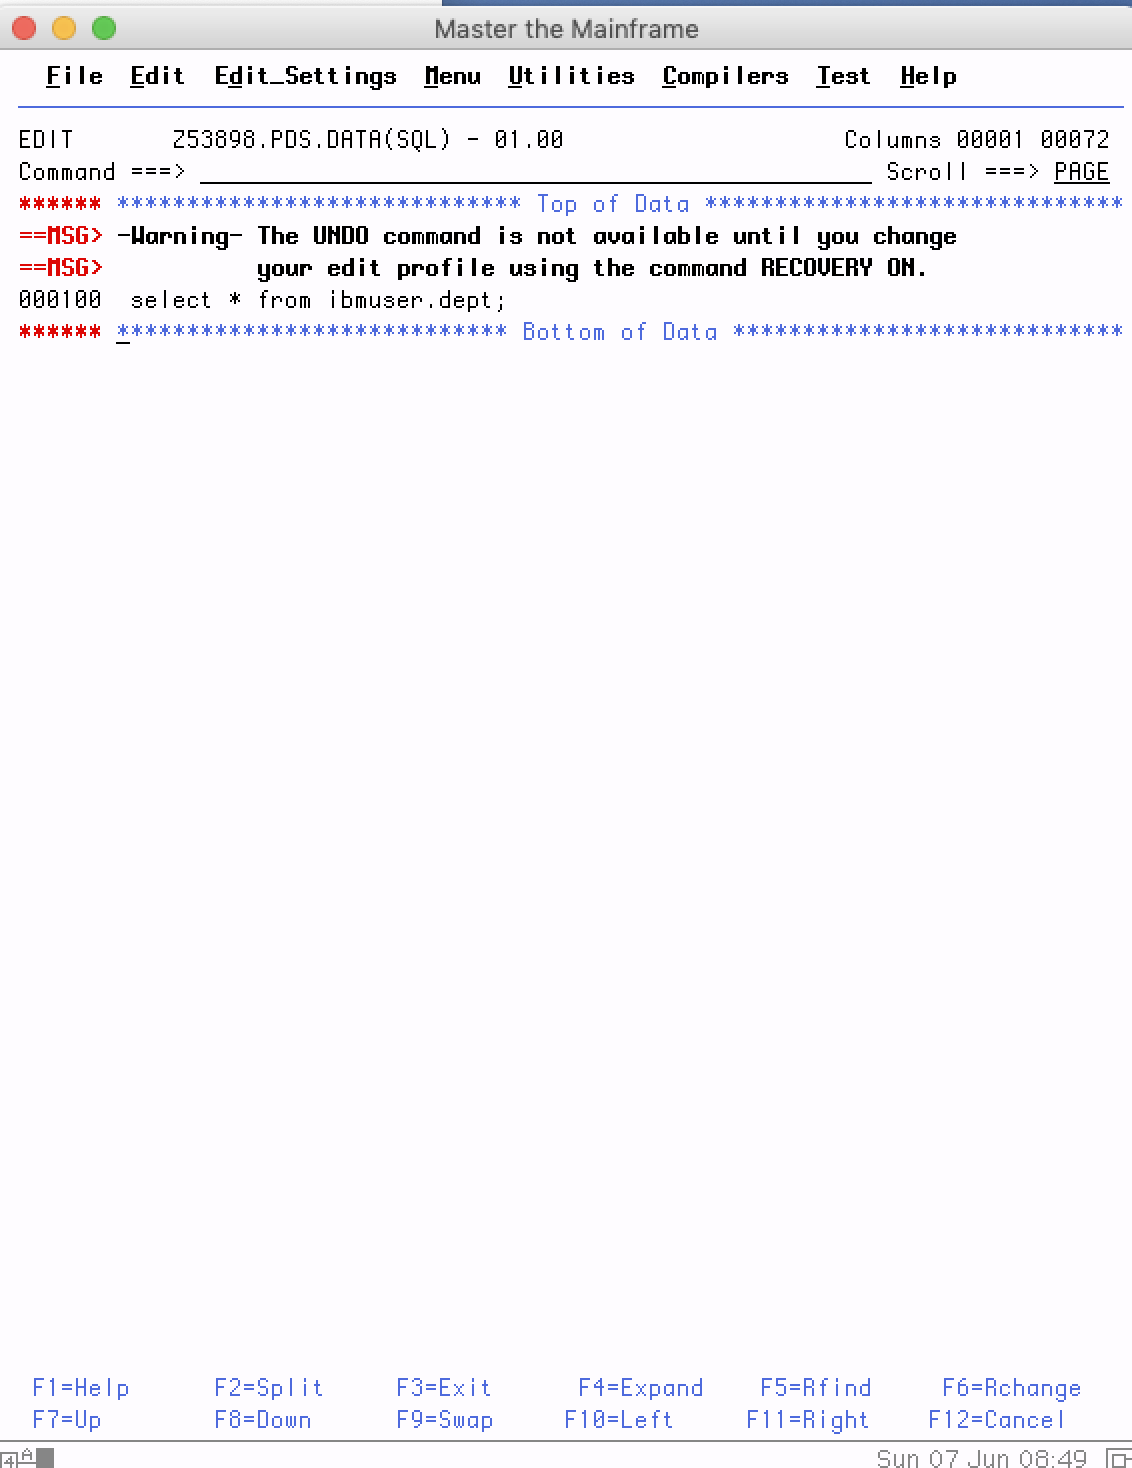 Master the Mainframe
File Edit Edit_Settings Menu Utilities Compilers Test Help
EDIT Z53898.PDS.DATA(SQL) - 01.00 Columns 00001 00072
Command ===> Scroll ===> PAGE
****** ***************************** Top of Data ******************************
==MSG> -Warning- The UNDO command is not available until you change
==MSG> your edit profile using the command RECOVERY ON.
000100 select * from ibmuser.dept;
****** **************************** Bottom of Data ****************************
F1=Help F2=Split F3=Exit F4=Expand F5=Rfind F6=Rchange
F7=Up F8=Down F9=Swap F10=Left F11=Right F12=Cancel
4 A Sun 07 Jun 08:49